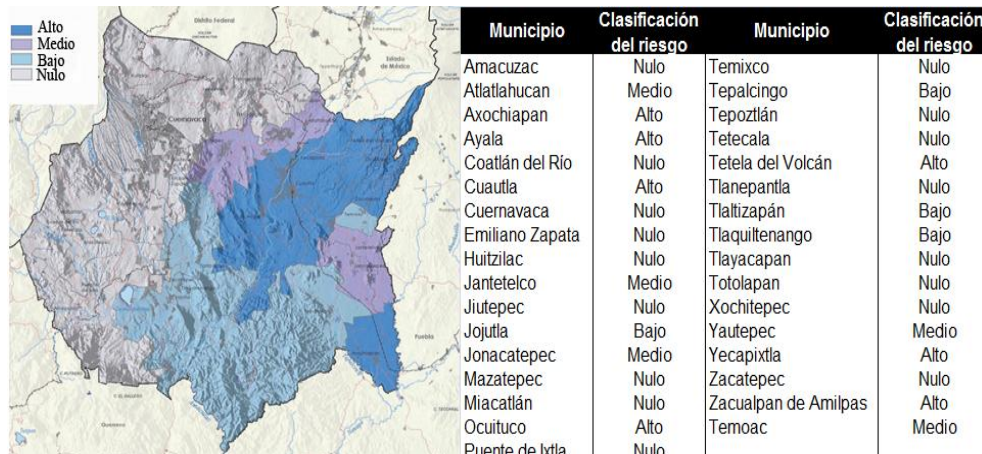 Alto
Medio
Bajo
Nulo
Distrito Federal
Estado de México
Cuernavaca
Puebla
Guerrero
Municipio Clasificación del riesgo Municipio Clasificación del riesgo
Amacuzac Nulo Temixco Nulo
Atlatlahucan Medio Tepalcingo Bajo
Axochiapan Alto Tepoztlán Nulo
Ayala Alto Tetecala Nulo
Coatlán del Río Nulo Tetela del Volcán Alto
Cuautla Alto Tlanepantla Nulo
Cuernavaca Nulo Tlaltizapán Bajo
Emiliano Zapata Nulo Tlaquiltenango Bajo
Huitzilac Nulo Tlayacapan Nulo
Jantetelco Medio Totolapan Nulo
Jiutepec Nulo Xochitepec Nulo
Jojutla Bajo Yautepec Medio
Jonacatepec Medio Yecapixtla Alto
Mazatepec Nulo Zacatepec Nulo
Miacatlán Nulo Zacualpan de Amilpas Alto
Ocuituco Alto Temoac Medio
Puente de Ixtla Nulo